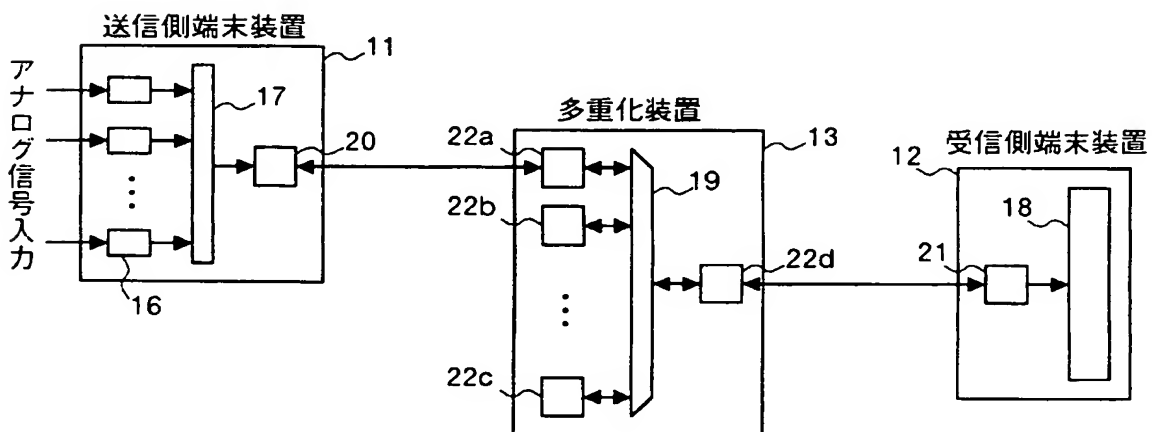 送信側端末装置
11
アナログ信号入力
17
20
16
多重化装置
13
22a
22b
22c
19
22d
受信側端末装置
12
18
21